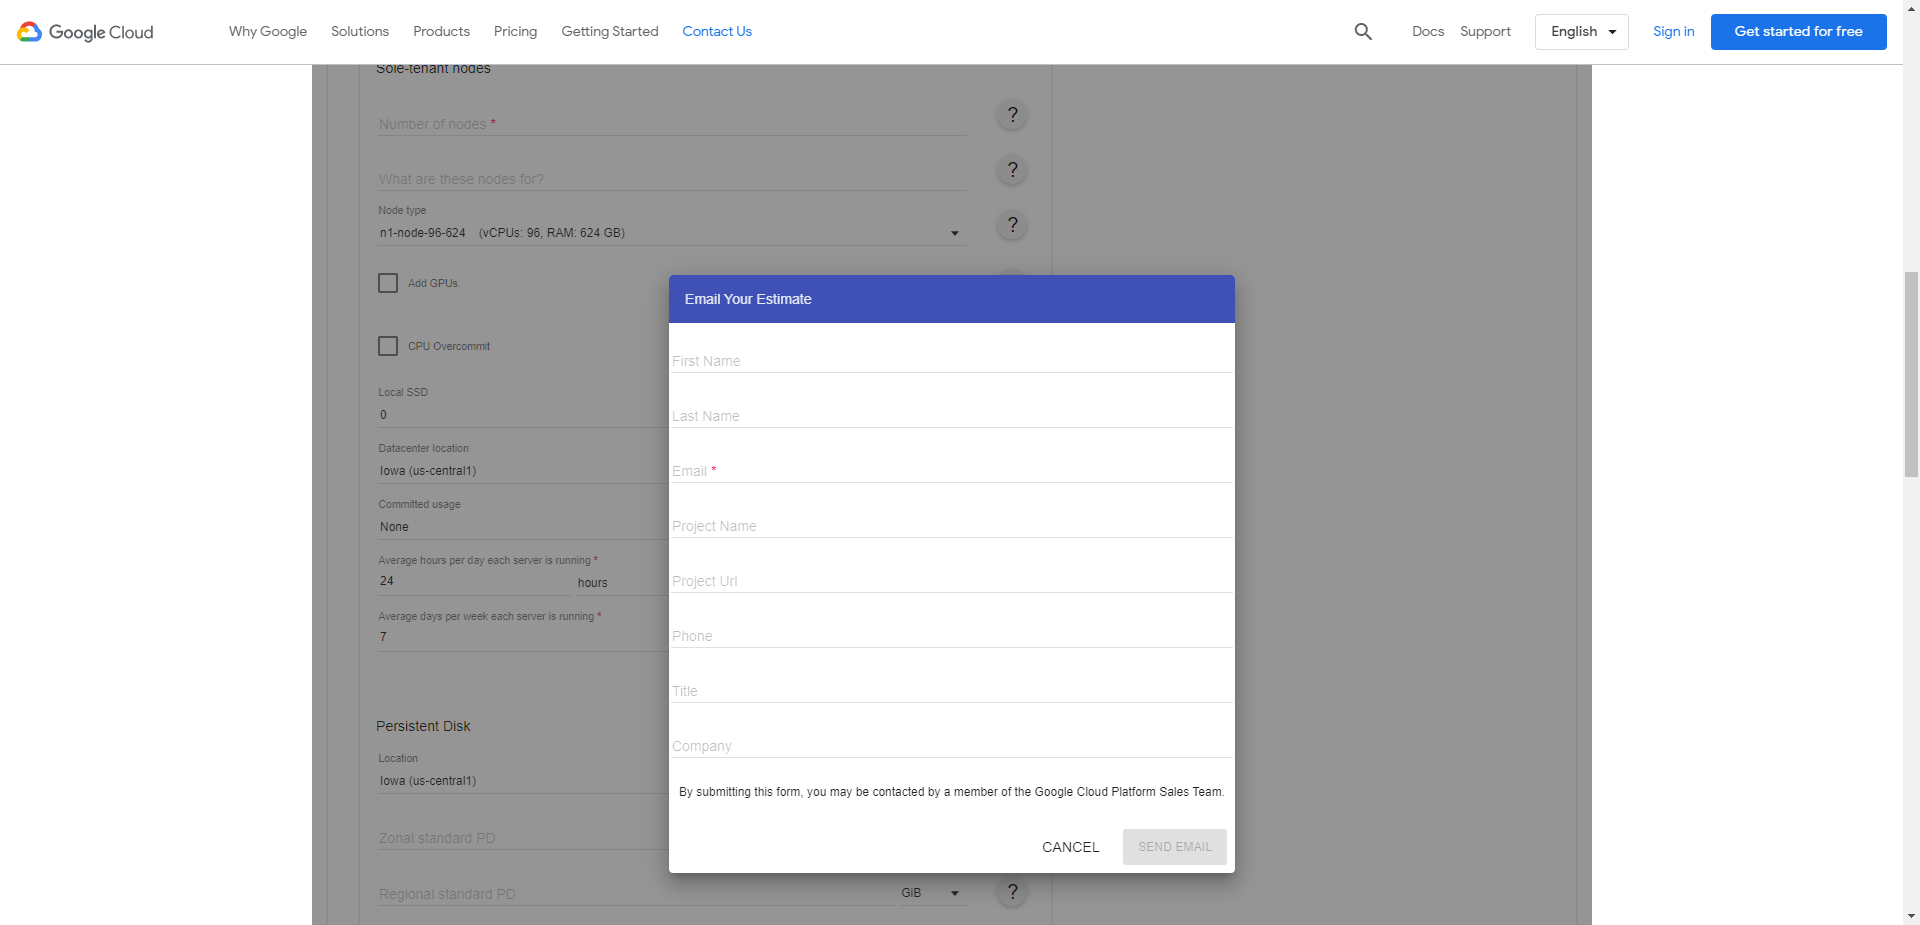 Google Cloud
Why Google
Solutions
Products
Pricing
Getting Started
Contact Us
Docs
Support
English
Sign in
Get started for free
Sole-tenant nodes
Number of nodes *
?
What are these nodes for?
?
Node type
n1-node-96-624 (vCPUs: 96, RAM: 624 GB)
?
Add GPUs.
CPU Overcommit
Local SSD
0
Datacenter location
Iowa (us-central1)
Committed usage
None
Average hours per day each server is running *
24
hours
Average days per week each server is running *
7
Persistent Disk
Location
Iowa (us-central1)
Zonal standard PD
Regional standard PD
GiB
?
Email Your Estimate
First Name
Last Name
Email *
Project Name
Project Url
Phone
Title
Company
By submitting this form, you may be contacted by a member of the Google Cloud Platform Sales Team.
CANCEL
SEND EMAIL